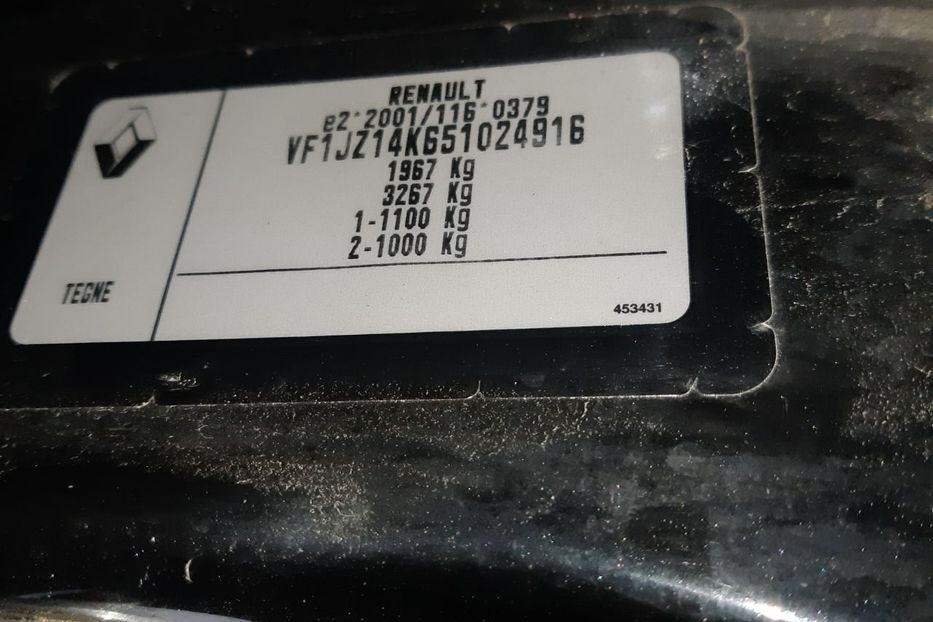 RENAULT
e2*2001/116*0379
VF1JZ14K651024916
1967 Kg
3267 Kg
1-1100 Kg
2-1000 Kg
TEGNE
453431